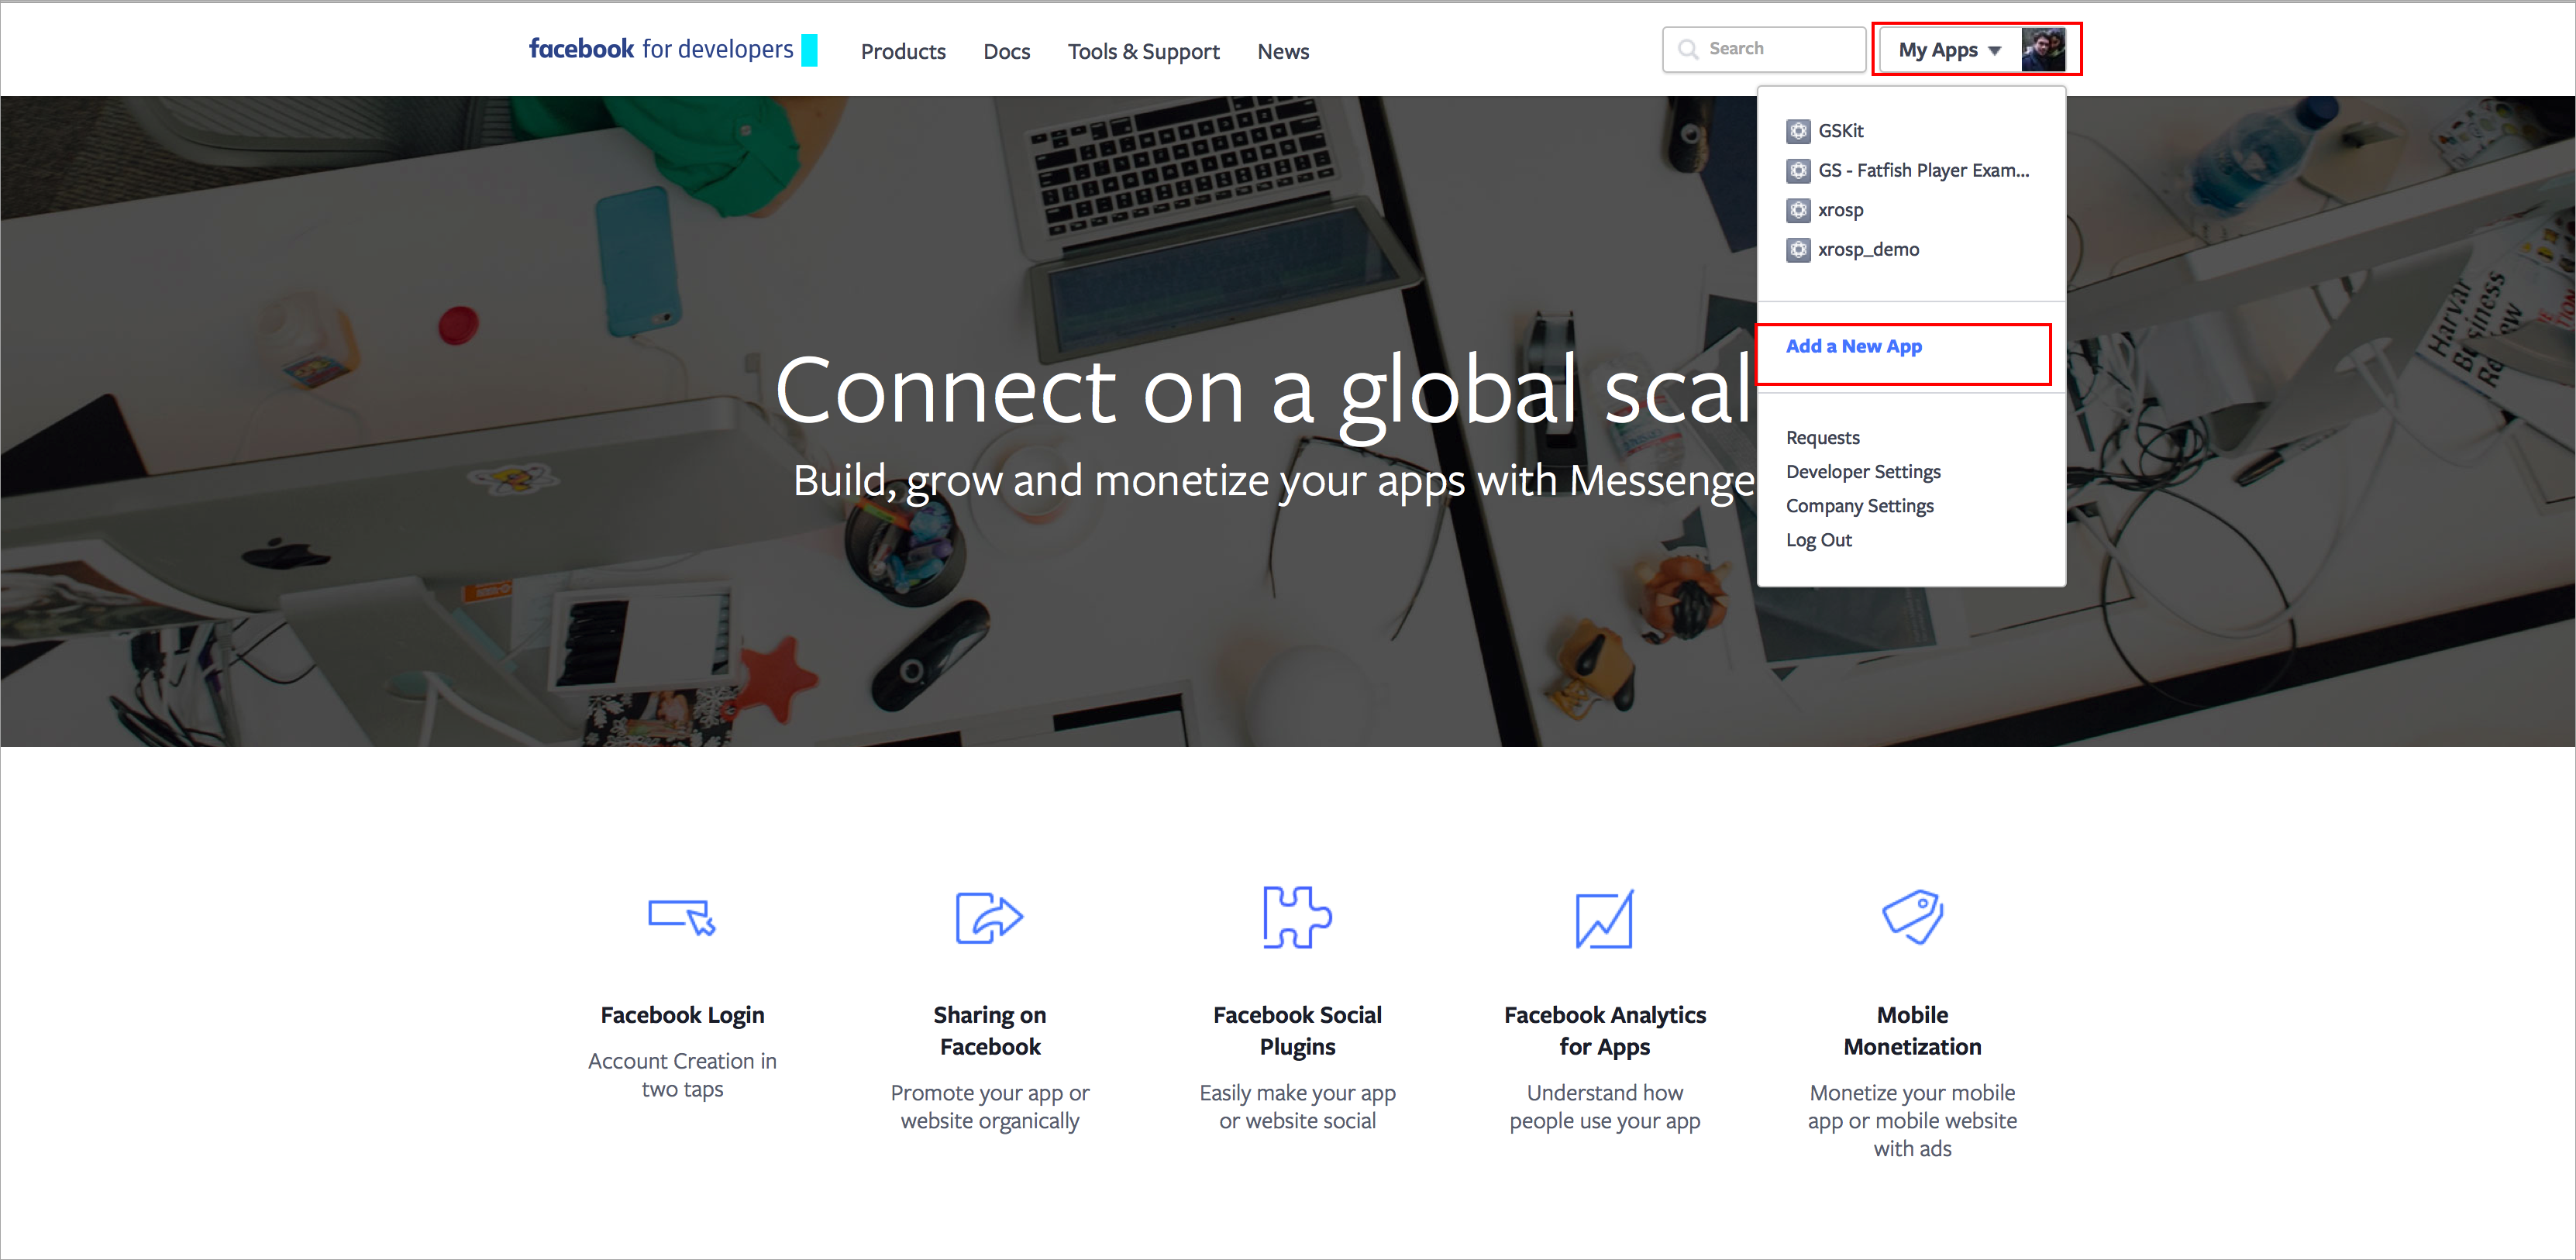 facebook for developers
Products
Docs
Tools & Support
News
Search
My Apps
GSKit
GS - Fatfish Player Exam...
xrosp
xrosp_demo
Add a New App
Requests
Developer Settings
Company Settings
Log Out
Connect on a global scal
Build, grow and monetize your apps with Messenge
Harvar
Business
Facebook Login
Account Creation in
two taps
Sharing on
Facebook
Promote your app or
website organically
Facebook Social
Plugins
Easily make your app
or website social
Facebook Analytics
for Apps
Understand how
people use your app
Mobile
Monetization
Monetize your mobile
app or mobile website
with ads